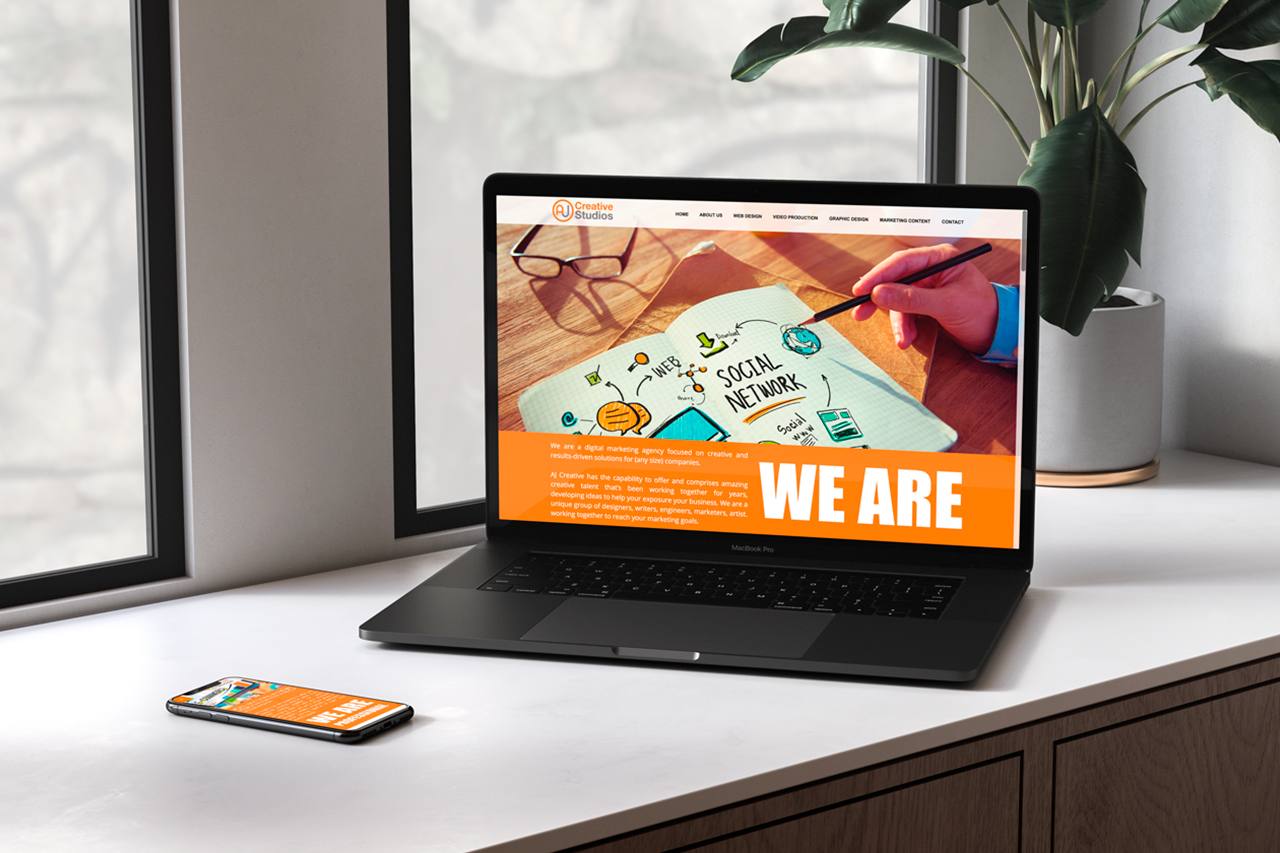 AJ Creative
Studios
HOME ABOUT US WEB DESIGN VIDEO PRODUCTION GRAPHIC DESIGN MARKETING CONTENT CONTACT
Download
WEB
Share
SOCIAL
NETWORK
Social
WWW
We are a digital marketing agency focused on creative and
results-driven solutions for (any size) companies.
AJ Creative has the capability to offer and comprises amazing
creative talent that's been working together for years,
developing ideas to help your exposure your business. We are a
unique group of designers, writers, engineers, marketers, artist.
working together to reach your marketing goals.
WE ARE
MacBook Pro
WE ARE
PROFESSIONAL